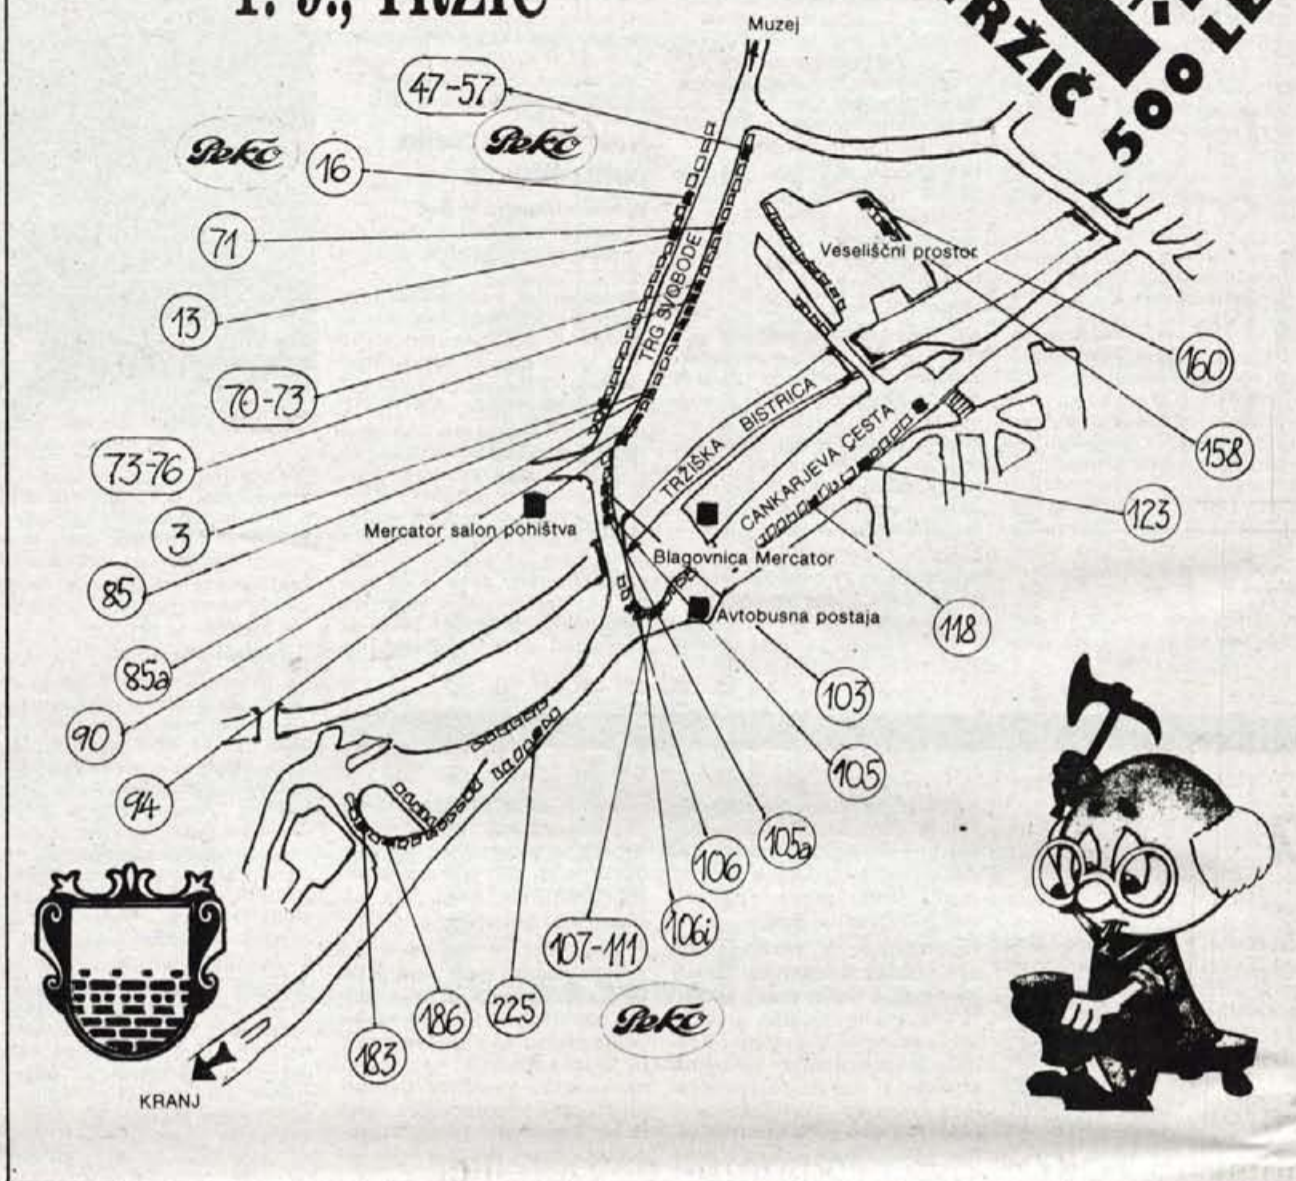 TRŽIČ
TRŽIČ
500 LE
Muzej
47-57
Peko
Peko
16
71
13
70-73
73-76
3
85
85a
90
94
TRG SVOBODE
Veseliščni prostor
160
158
123
118
TRŽIŠKA BISTRICA
CANKARJEVA CESTA
Mercator salon pohištva
Blagovnica Mercator
Avtobusna postaja
103
105
105a
106
106i
107-111
Peko
225
186
183
KRANJ